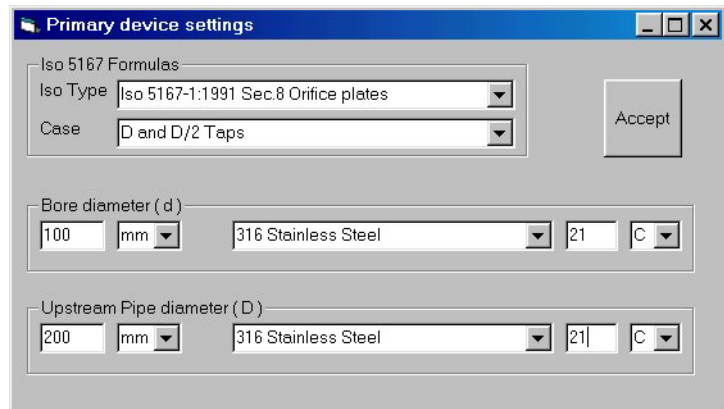 Primary device settings
Iso 5167 Formulas
Iso Type Iso 5167-1:1991 Sec.8 Orifice plates
Accept
Case D and D/2 Taps
Bore diameter ( d )
100 mm 316 Stainless Steel 21 C
Upstream Pipe diameter ( D )
200 mm 316 Stainless Steel 21 C